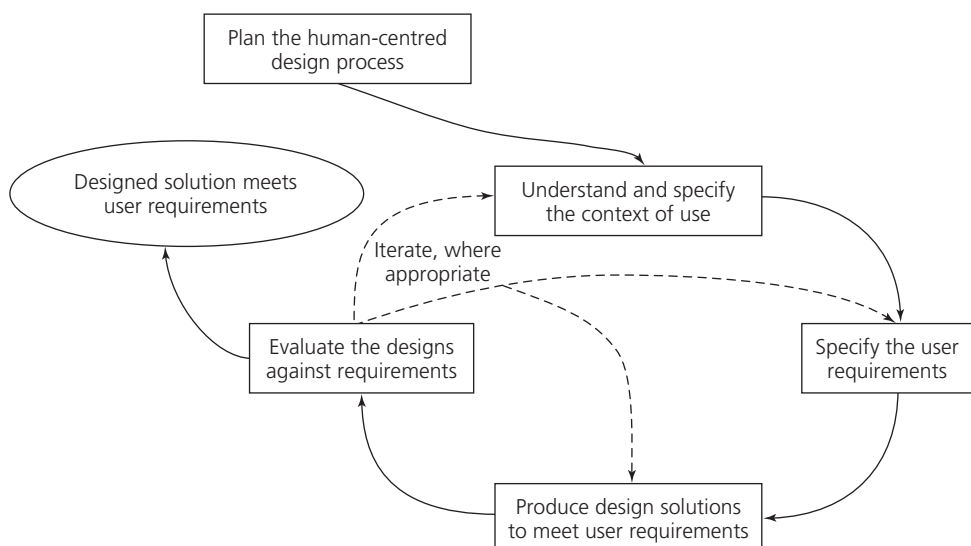 Plan the human-centred
design process
Designed solution meets
user requirements
Understand and specify
the context of use
Iterate, where
appropriate
Evaluate the designs
against requirements
Specify the user
requirements
Produce design solutions
to meet user requirements